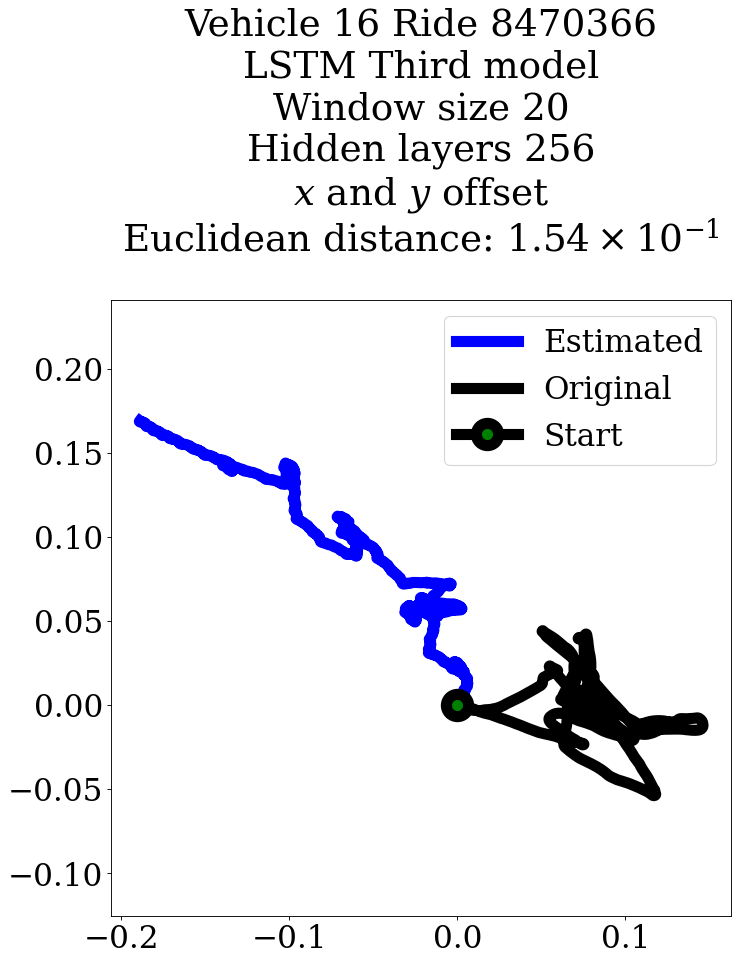 Vehicle 16 Ride 8470366
LSTM Third model
Window size 20
Hidden layers 256
x and y offset
Euclidean distance: 1.54 × 10⁻¹
Estimated
Original
Start
0.20
0.15
0.10
0.05
0.00
−0.05
−0.10
−0.2 −0.1 0.0 0.1